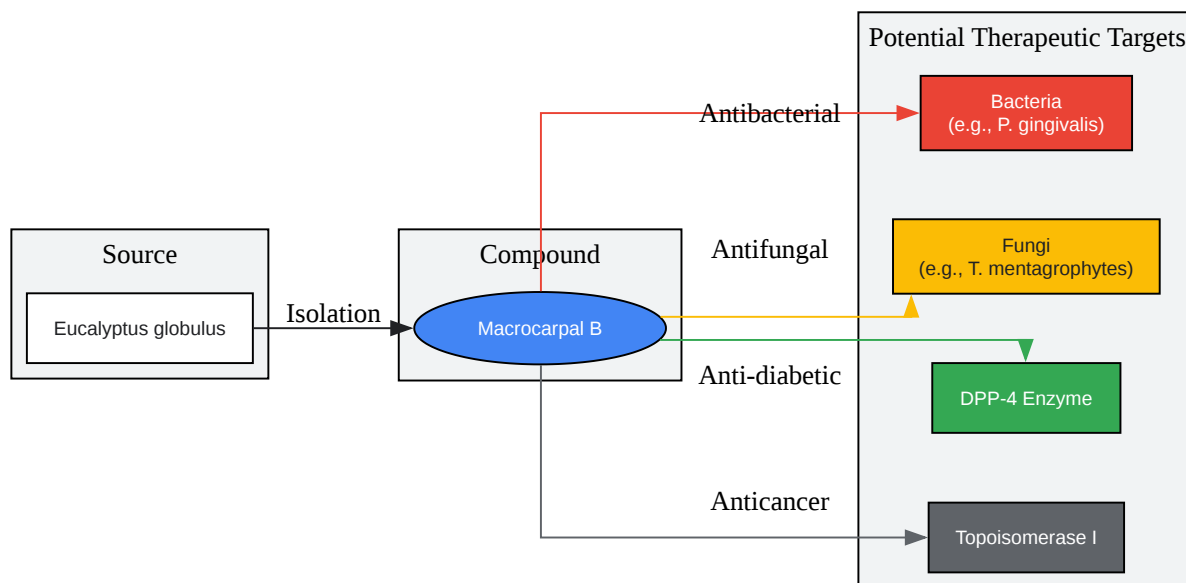 Potential Therapeutic Targets
Antibacterial
Bacteria
(e.g., P. gingivalis)
Source
Eucalyptus globulus
Isolation
Compound
Macrocarpal B
Antifungal
Fungi
(e.g., T. mentagrophytes)
Anti-diabetic
DPP-4 Enzyme
Anticancer
Topoisomerase I